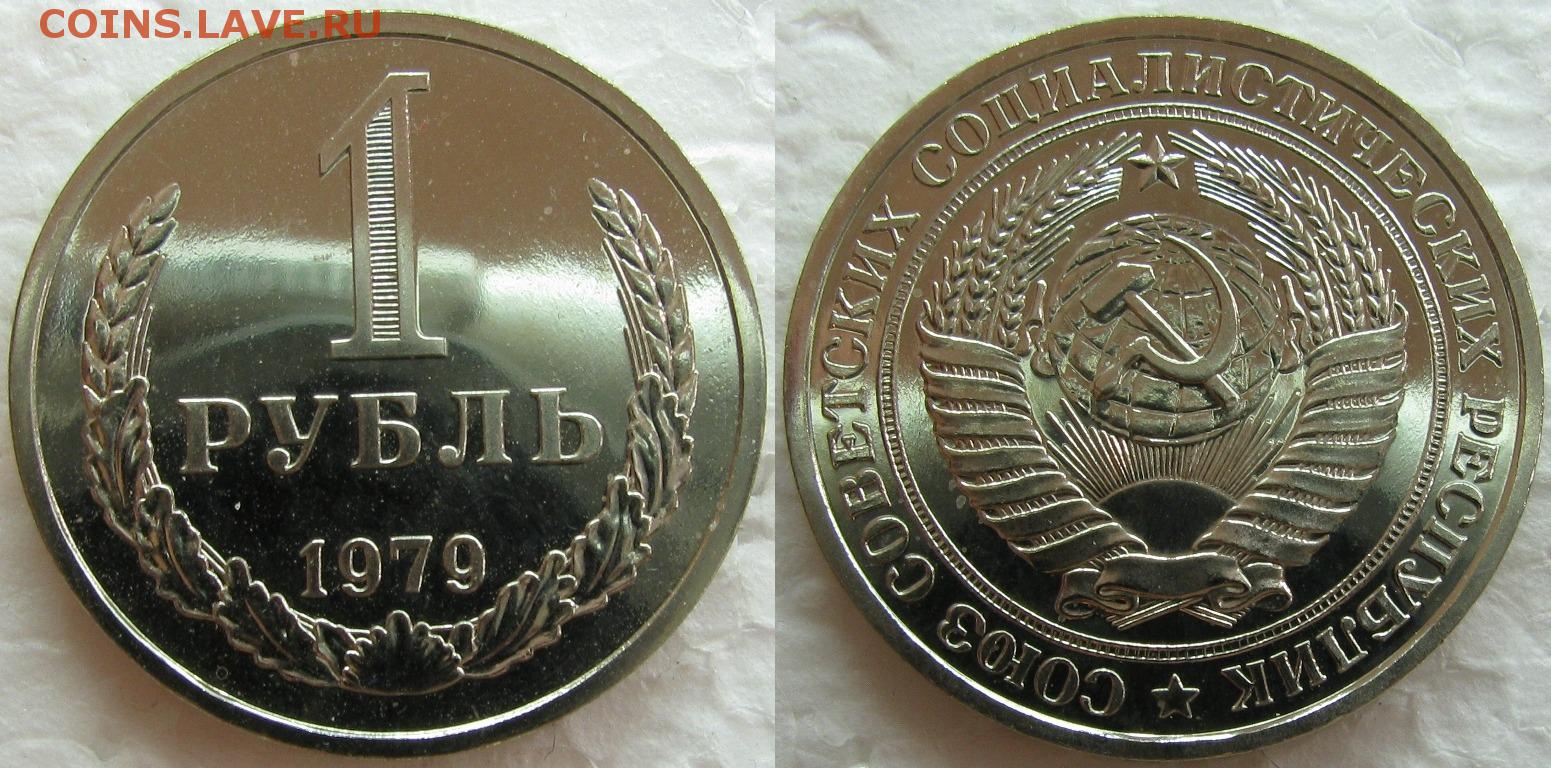 COINS.LAVE.RU
1
РУБЛЬ
1979
СОЮЗ СОВЕТСКИХ СОЦИАЛИСТИЧЕСКИХ РЕСПУБЛИК